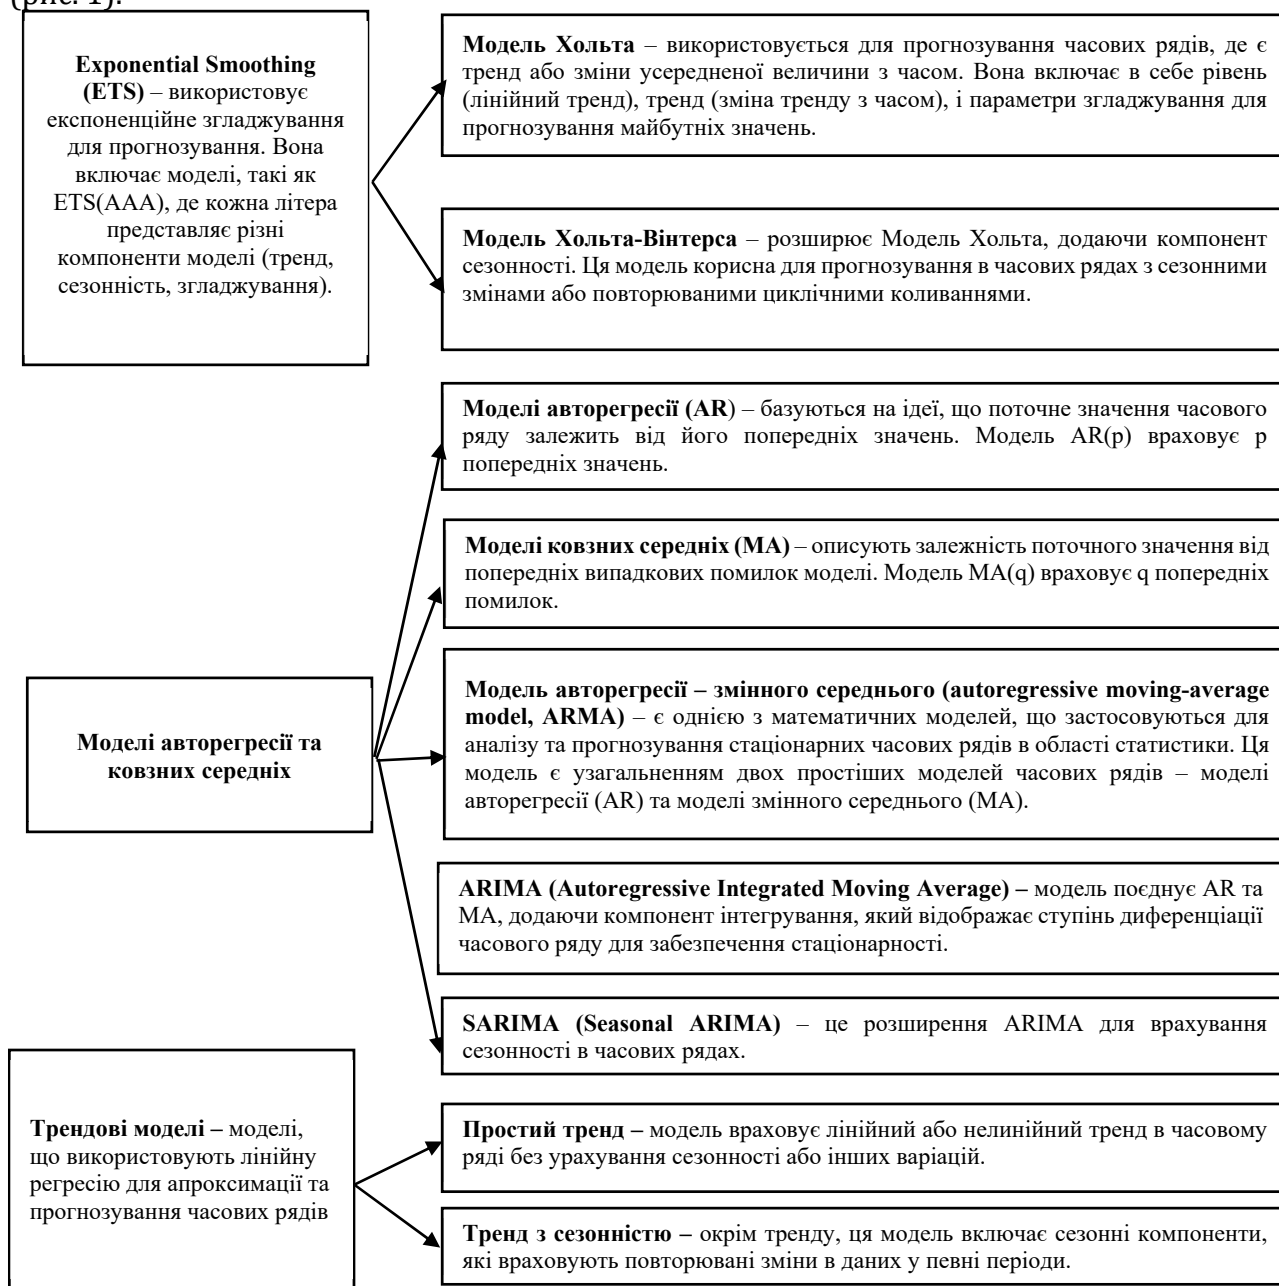 (рис. 1).
Exponential Smoothing
(ETS) – використовує
експоненційне згладжування
для прогнозування. Вона
включає моделі, такі як
ETS(AAA), де кожна літера
представляє різні
компоненти моделі (тренд,
сезонність, згладжування).
Модель Хольта – використовується для прогнозування часових рядів, де є
тренд або зміни усередненої величини з часом. Вона включає в себе рівень
(лінійний тренд), тренд (зміна тренду з часом), і параметри згладжування для
прогнозування майбутніх значень.
Модель Хольта-Вінтерса – розширює Модель Хольта, додаючи компонент
сезонності. Ця модель корисна для прогнозування в часових рядах з сезонними
змінами або повторюваними циклічними коливаннями.
Моделі авторегресії та
ковзних середніх
Моделі авторегресії (AR) – базуються на ідеї, що поточне значення часового
ряду залежить від його попередніх значень. Модель AR(p) враховує p
попередніх значень.
Моделі ковзних середніх (MA) – описують залежність поточного значення від
попередніх випадкових помилок моделі. Модель MA(q) враховує q попередніх
помилок.
Модель авторегресії – змінного середнього (autoregressive moving-average
model, ARMA) – є однією з математичних моделей, що застосовуються для
аналізу та прогнозування стаціонарних часових рядів в області статистики. Ця
модель є узагальненням двох простіших моделей часових рядів – моделі
авторегресії (AR) та моделі змінного середнього (MA).
ARIMA (Autoregressive Integrated Moving Average) – модель поєднує AR та
MA, додаючи компонент інтегрування, який відображає ступінь диференціації
часового ряду для забезпечення стаціонарності.
SARIMA (Seasonal ARIMA) – це розширення ARIMA для врахування
сезонності в часових рядах.
Трендові моделі – моделі,
що використовують лінійну
регресію для апроксимації та
прогнозування часових рядів
Простий тренд – модель враховує лінійний або нелинійний тренд в часовому
ряді без урахування сезонності або інших варіацій.
Тренд з сезонністю – окрім тренду, ця модель включає сезонні компоненти,
які враховують повторювані зміни в даних у певні періоди.